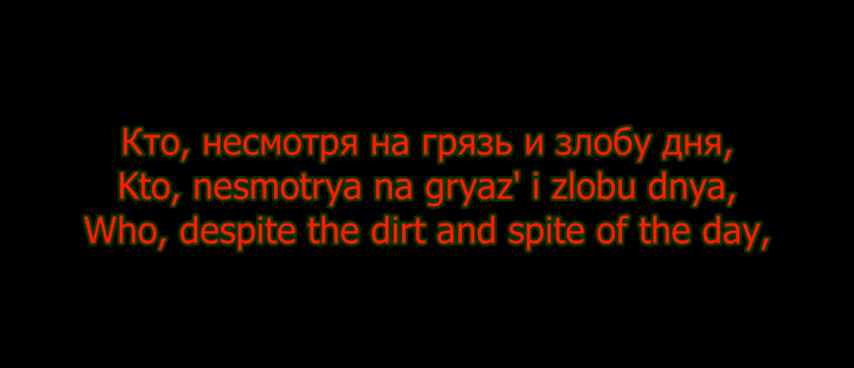 Кто, несмотря на грязь и злобу дня,
Kto, nesmotrya na gryaz' i zlobu dnya,
Who, despite the dirt and spite of the day,